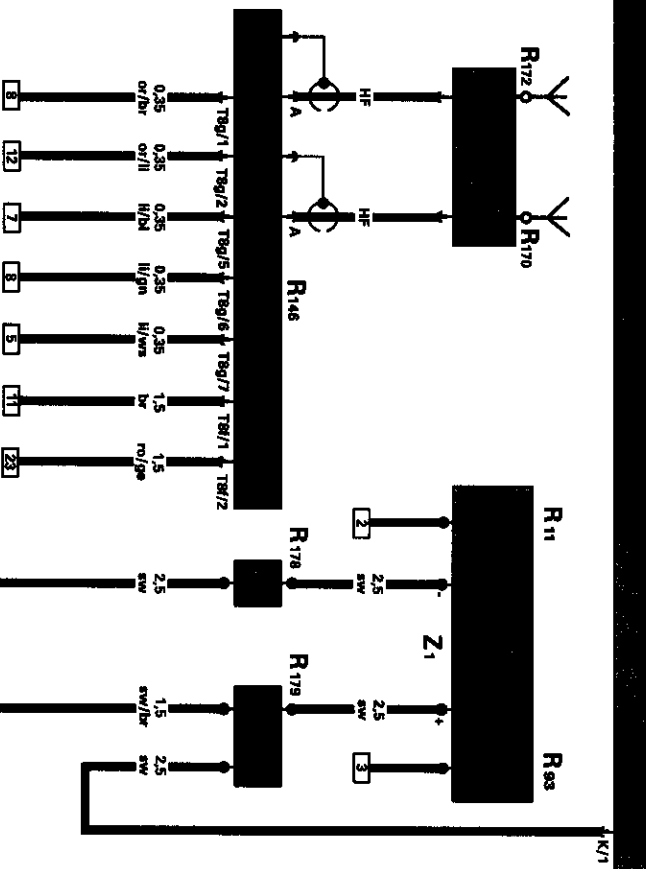 R172
R170
HF
HF
A
A
R146
T8g/1
T8g/2
T8g/5
T8g/6
T8g/7
T8f/1
T8f/2
0,35
or/br
0,35
or/li
0,35
li/bl
0,35
li/gn
0,35
li/ws
1,5
br
1,5
ro/ge
8
12
7
8
5
11
23
R11
2
-
2,5
sw
R178
2,5
sw
Z1
+
2,5
sw
R179
1,5
sw/br
2,5
sw
3
R93
K/1